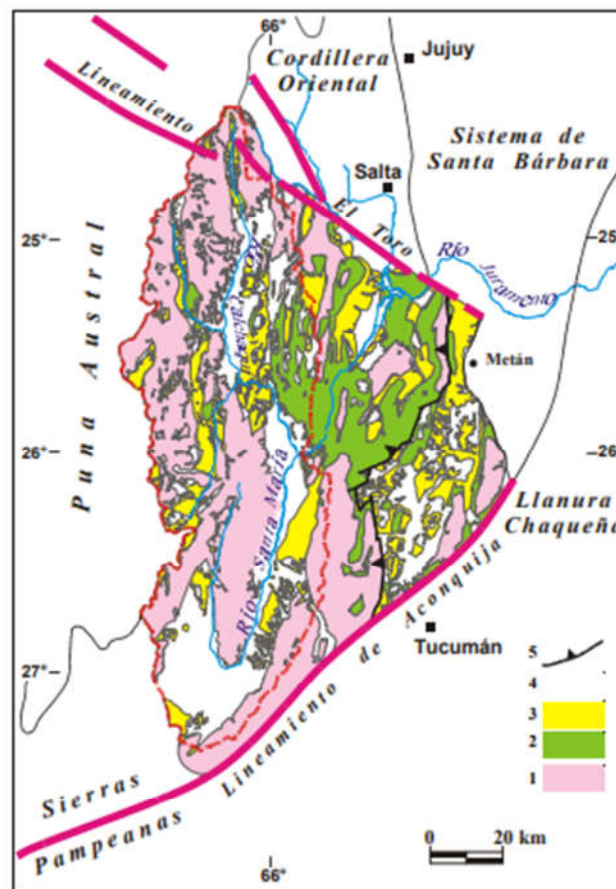 66°
Cordillera
Oriental
Jujuy
Lineamiento
Sistema de
Santa Bárbara
Salta
El Toro
25°
25°
Río
Juramento
Puna Austral
Río Calchaquí
Metán
26°
26
Río Santa María
Llanura
Chaqueña
Lineamiento de Aconquija
Tucumán
27°
5
4
3
2
1
Sierras
Pampeanas
0 20 km
66°